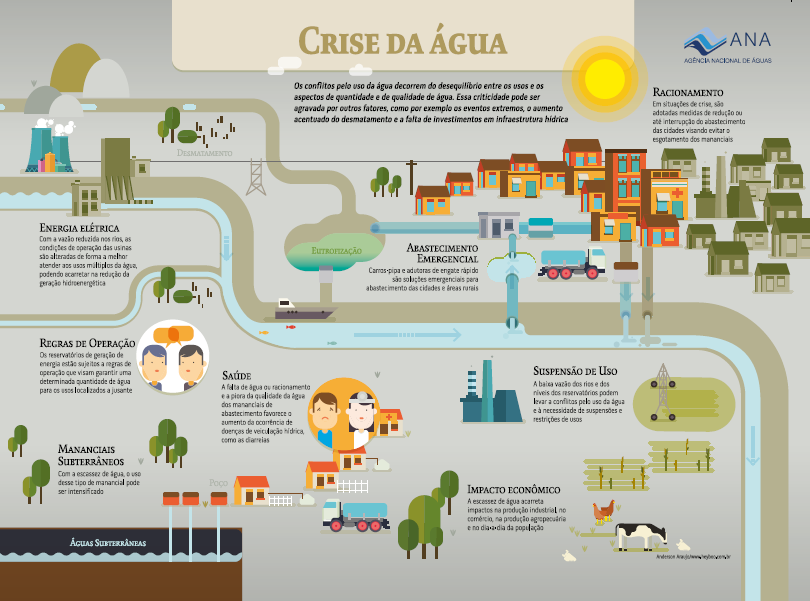 CRISE DA ÁGUA
ANA
AGÊNCIA NACIONAL DE ÁGUAS
Os conflitos pelo uso da água decorrem do desequilíbrio entre os usos e os
aspectos de quantidade e de qualidade de água. Essa criticidade pode ser
agravada por outros fatores, como por exemplo os eventos extremos, o aumento
acentuado do desmatamento e a falta de investimentos em infraestrutura hídrica
RACIONAMENTO
Em situações de crise, são
adotadas medidas de redução ou
até interrupção do abastecimento
das cidades visando evitar o
esgotamento dos mananciais
DESMATAMENTO
ENERGIA ELÉTRICA
Com a vazão reduzida nos rios, as
condições de operação das usinas
são alteradas de forma a melhor
atender aos usos múltiplos da água,
podendo acarretar na redução da
geração hidroenergética
EUTROFIZAÇÃO
ABASTECIMENTO
EMERGENCIAL
Carros-pipa e adutoras de engate rápido
são soluções emergenciais para
abastecimento das cidades e áreas rurais
REGRAS DE OPERAÇÃO
Os reservatórios de geração de
energia estão sujeitos a regras de
operação que visam garantir uma
determinada quantidade de água
para os usos localizados a jusante
SAÚDE
A falta de água ou racionamento
e a piora da qualidade da água
dos mananciais de
abastecimento favorece o
aumento da ocorrência de
doenças de veiculação hídrica,
como as diarreias
SUSPENSÃO DE USO
A baixa vazão dos rios e dos
níveis dos reservatórios podem
levar a conflitos pelo uso da água
e à necessidade de suspensões e
restrições de usos
MANANCIAIS
SUBTERRÂNEOS
Com a escassez de água, o uso
desse tipo de manancial pode
ser intensificado
POÇO
IMPACTO ECONÔMICO
A escassez de água acarreta
impactos na produção industrial, no
comércio, na produção agropecuária
e no dia-a-dia da população
ÁGUAS SUBTERRÂNEAS
Anderson Araujo/www.heybro.com.br